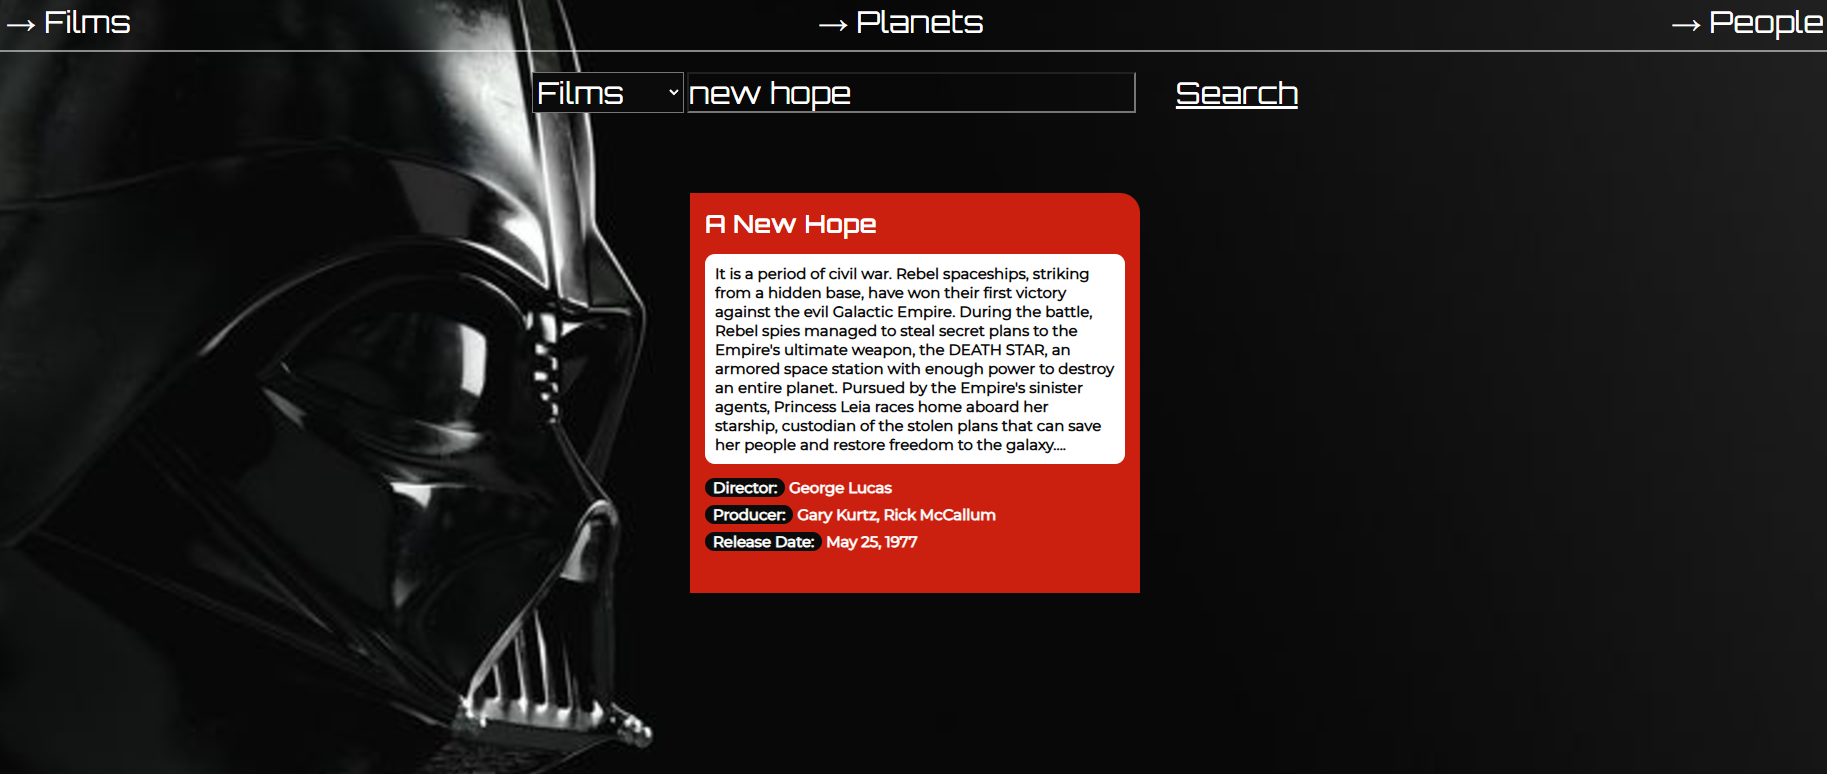 → Films → Planets → People
Films new hope Search
A New Hope
It is a period of civil war. Rebel spaceships, striking
from a hidden base, have won their first victory
against the evil Galactic Empire. During the battle,
Rebel spies managed to steal secret plans to the
Empire's ultimate weapon, the DEATH STAR, an
armored space station with enough power to destroy
an entire planet. Pursued by the Empire's sinister
agents, Princess Leia races home aboard her
starship, custodian of the stolen plans that can save
her people and restore freedom to the galaxy....
Director: George Lucas
Producer: Gary Kurtz, Rick McCallum
Release Date: May 25, 1977